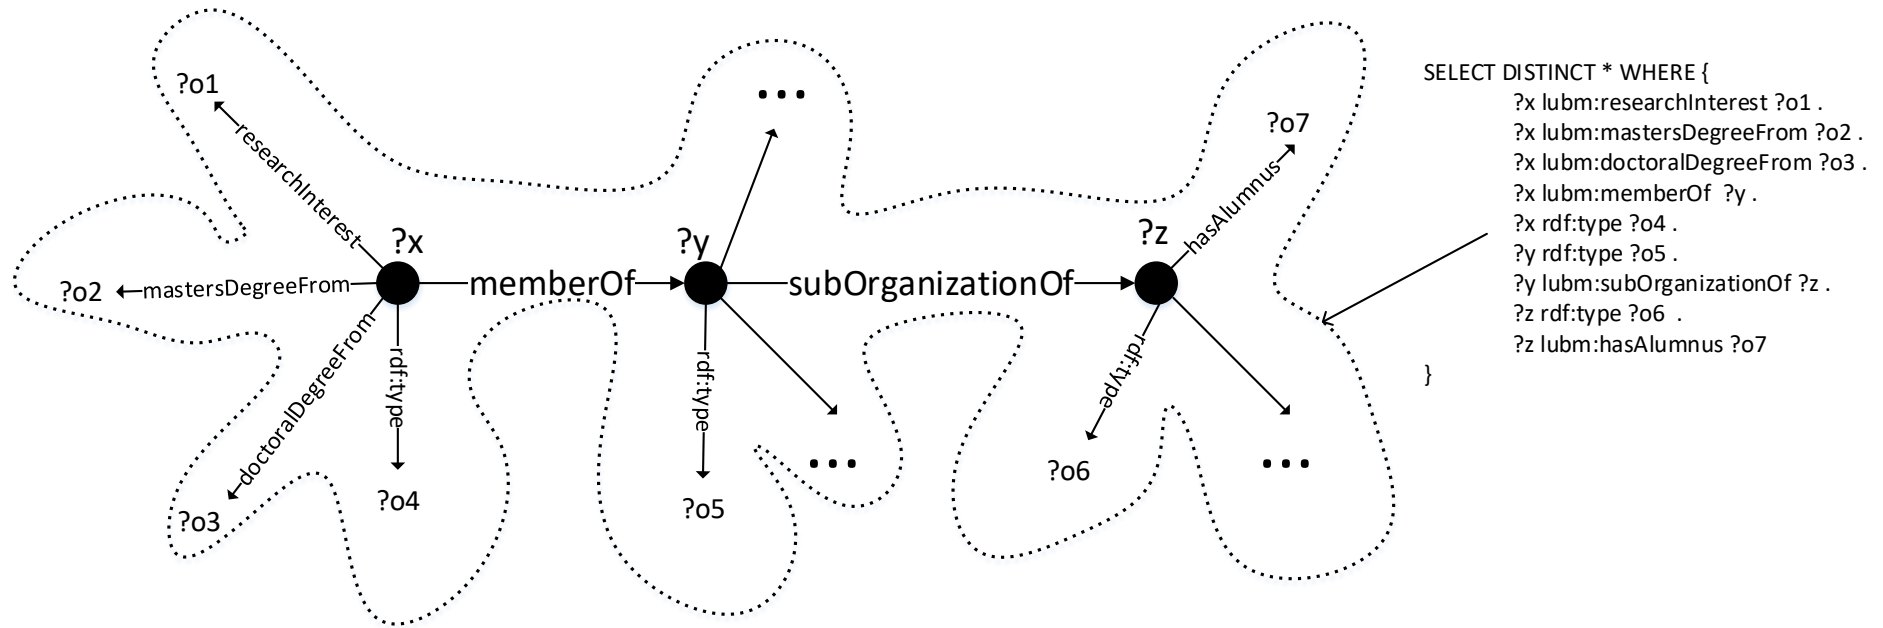 ?o1
researchInterest
?x
?o2
mastersDegreeFrom
doctoralDegreeFrom
?o3
rdf:type
?o4
memberOf
?y
...
rdf:type
?o5
...
subOrganizationOf
?z
hasAlumnus
?o7
rdf:type
?o6
...
SELECT DISTINCT * WHERE {
?x lubm:researchInterest ?o1 .
?x lubm:mastersDegreeFrom ?o2 .
?x lubm:doctoralDegreeFrom ?o3 .
?x lubm:memberOf  ?y .
?x rdf:type ?o4 .
?y rdf:type ?o5 .
?y lubm:subOrganizationOf ?z .
?z rdf:type ?o6  .
?z lubm:hasAlumnus ?o7
}